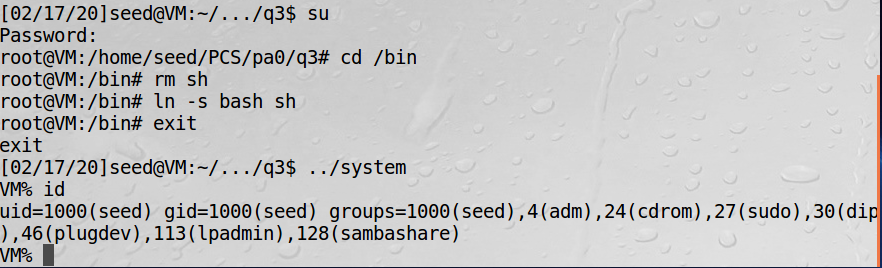 [02/17/20]seed@VM:~/.../q3$ su
Password:
root@VM:/home/seed/PCS/pa0/q3# cd /bin
root@VM:/bin# rm sh
root@VM:/bin# ln -s bash sh
root@VM:/bin# exit
exit
[02/17/20]seed@VM:~/.../q3$ ../system
VM% id
uid=1000(seed) gid=1000(seed) groups=1000(seed),4(adm),24(cdrom),27(sudo),30(dip
),46(plugdev),113(lpadmin),128(sambashare)
VM%